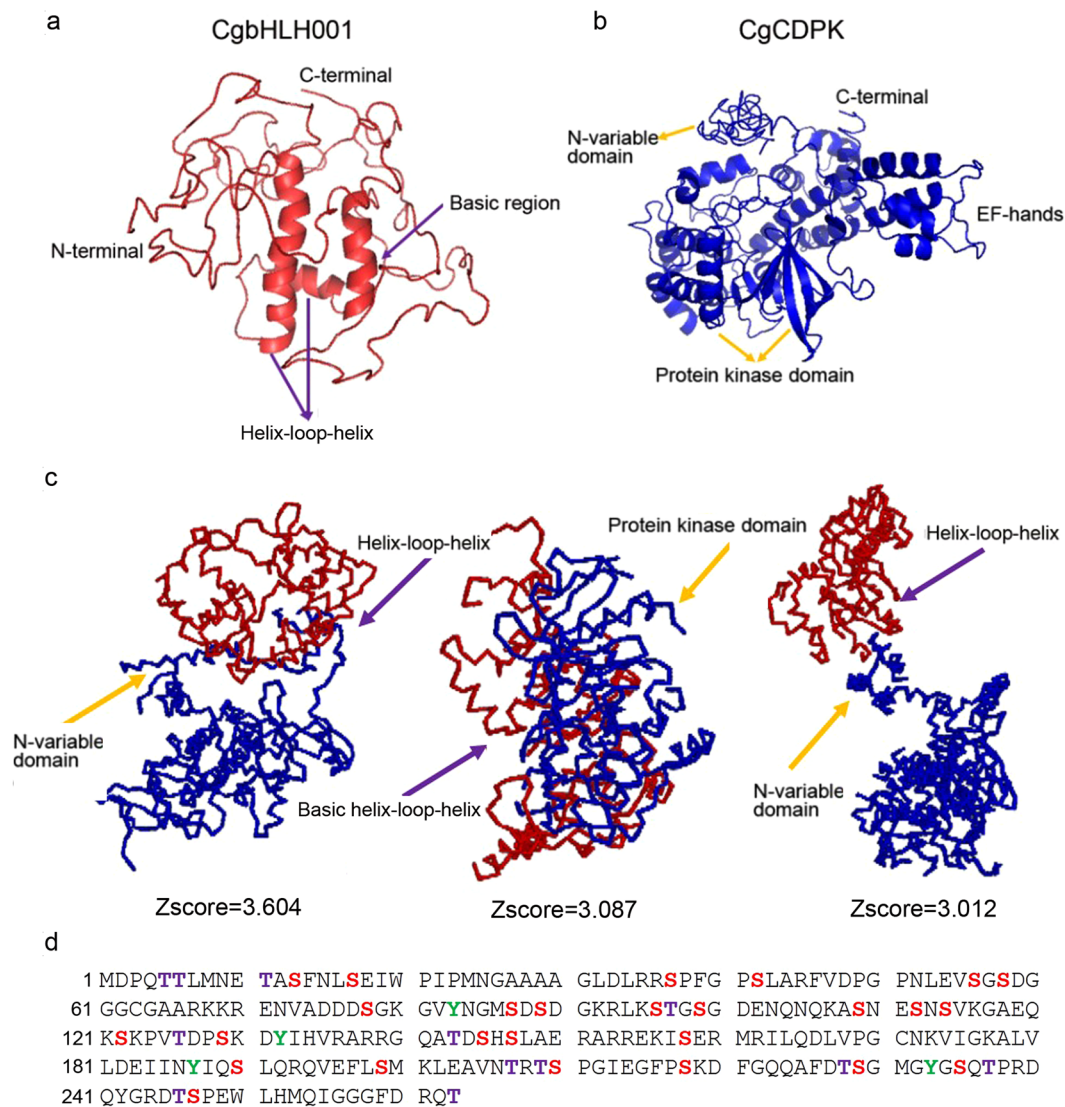 a
CgbHLH001
C-terminal
Basic region
N-terminal
Helix-loop-helix
b
CgCDPK
C-terminal
N-variable
domain
EF-hands
Protein kinase domain
c
Helix-loop-helix
N-variable
domain
Zscore=3.604
Protein kinase domain
Basic helix-loop-helix
Zscore=3.087
Helix-loop-helix
N-variable
domain
Zscore=3.012
d
1 MDPQTTLMNE TASFNLSEIW PIPMNGAAAA GLDLRRSPFG PSLARFVDPG PNLEVSGSDG
61 GGCGAARKKR ENVADDDSGK GVYNGMSDSD GKRLKSTGSG DENQNQKASN ESNSVKGAEQ
121 KSKPVTDPSK DYIHVRARRG QATDSHSLAE RARREKISER MRILQDLVPG CNKVIGKALV
181 LDEIINYIQS LQRQVEFLSM KLEAVNTRTS PGIEGFPSKD FGQQAFDTSG MGYGSQTPRD
241 QYGRDTSPEW LHMQIGGGFD RQT